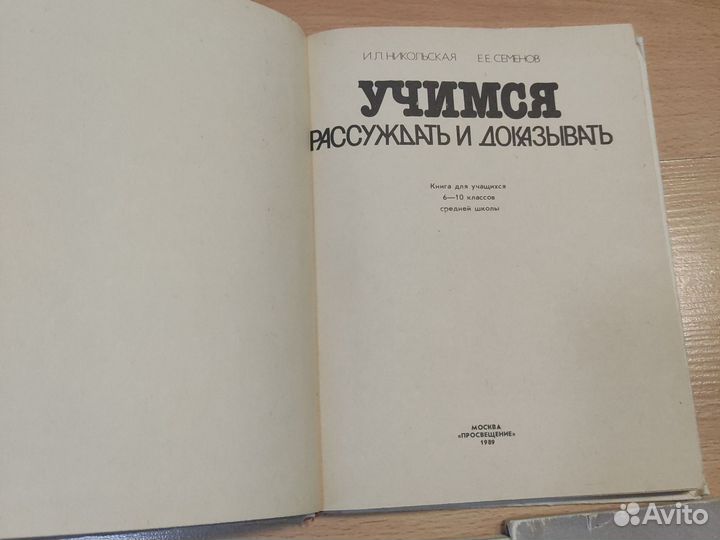 И.Л. НИКОЛЬСКАЯ Е.Е. СЕМЕНОВ
УЧИМСЯ
РАССУЖДАТЬ И ДОКАЗЫВАТЬ
Книга для учащихся
6—10 классов
средней школы
МОСКВА
«ПРОСВЕЩЕНИЕ»
1989
Avito